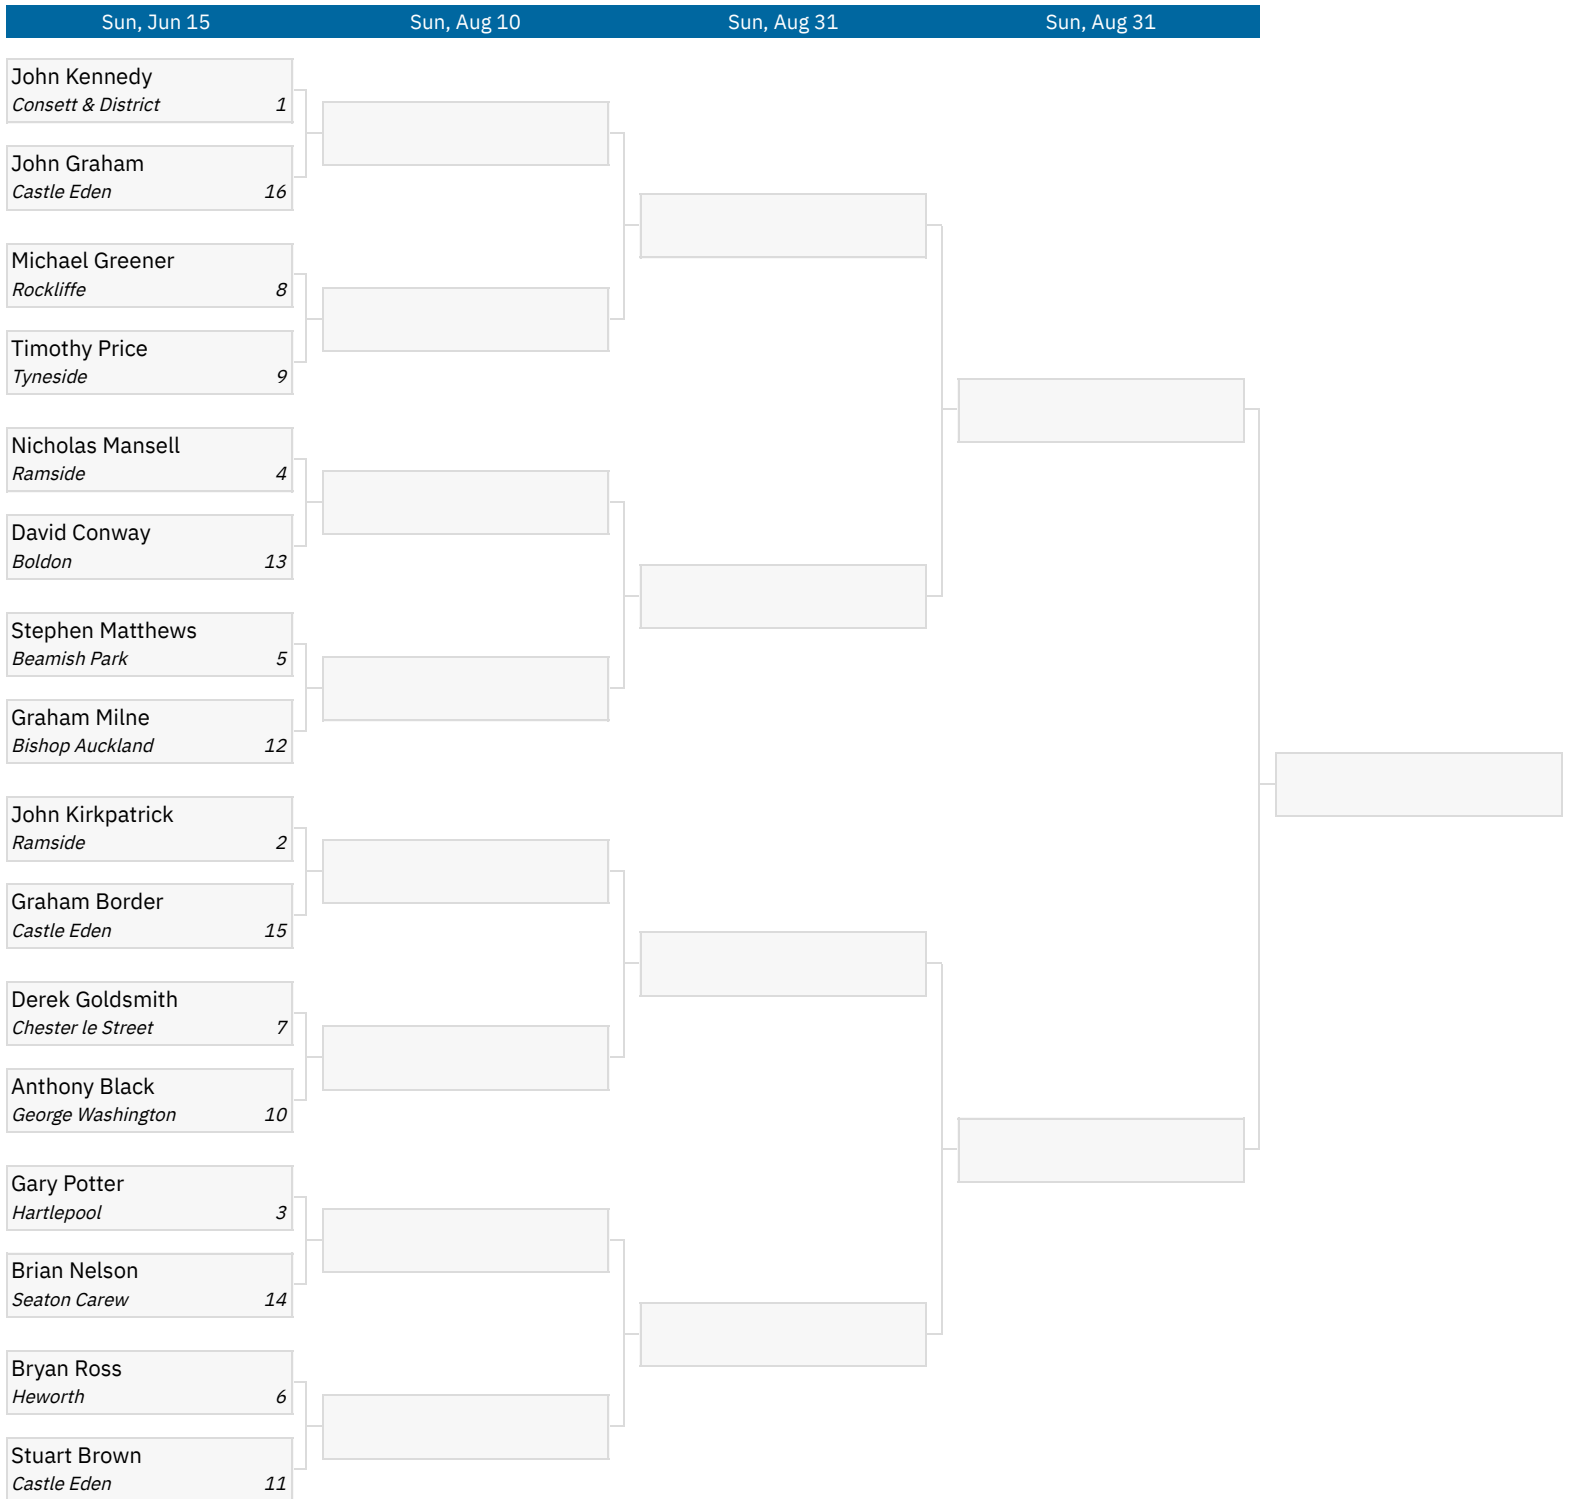 Sun, Jun 15 Sun, Aug 10 Sun, Aug 31 Sun, Aug 31
John Kennedy
Consett & District 1
John Graham
Castle Eden 16
Michael Greener
Rockliffe 8
Timothy Price
Tyneside 9
Nicholas Mansell
Ramside 4
David Conway
Boldon 13
Stephen Matthews
Beamish Park 5
Graham Milne
Bishop Auckland 12
John Kirkpatrick
Ramside 2
Graham Border
Castle Eden 15
Derek Goldsmith
Chester le Street 7
Anthony Black
George Washington 10
Gary Potter
Hartlepool 3
Brian Nelson
Seaton Carew 14
Bryan Ross
Heworth 6
Stuart Brown
Castle Eden 11